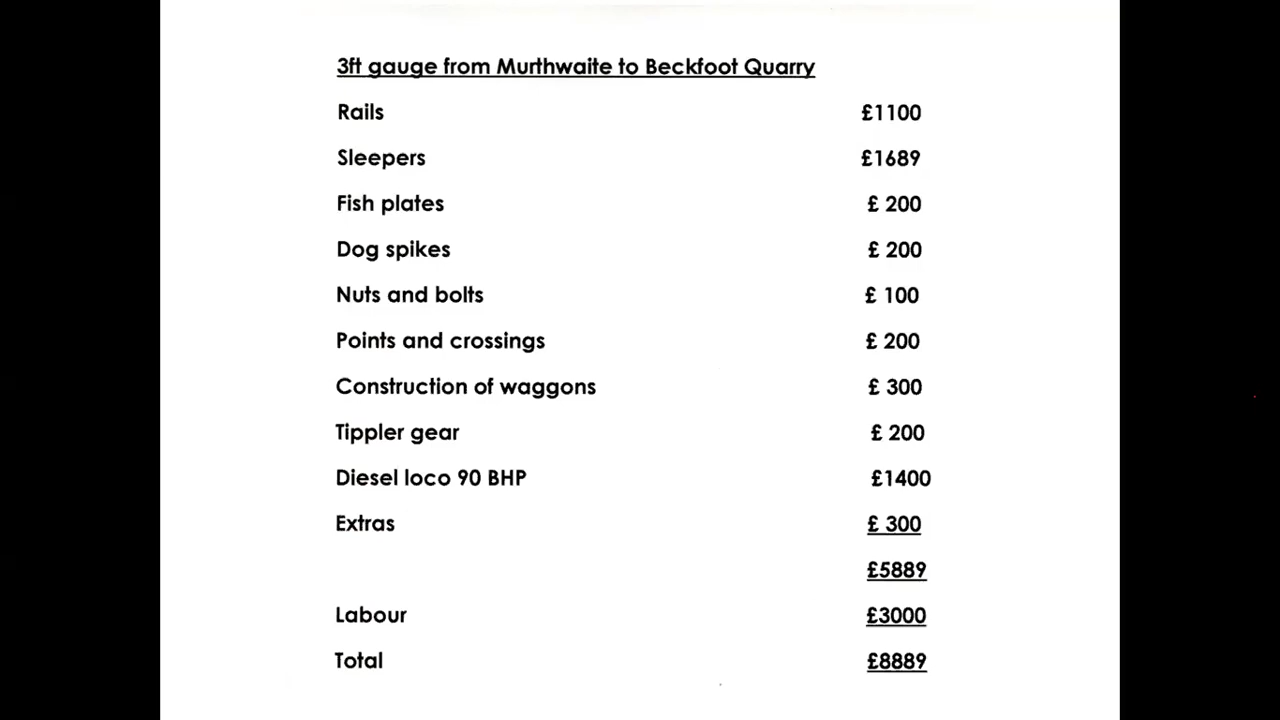 3ft gauge from Murthwaite to Beckfoot Quarry
Rails £1100
Sleepers £1689
Fish plates £ 200
Dog spikes £ 200
Nuts and bolts £ 100
Points and crossings £ 200
Construction of waggons £ 300
Tippler gear £ 200
Diesel loco 90 BHP £1400
Extras £ 300
£5889
Labour £3000
Total £8889